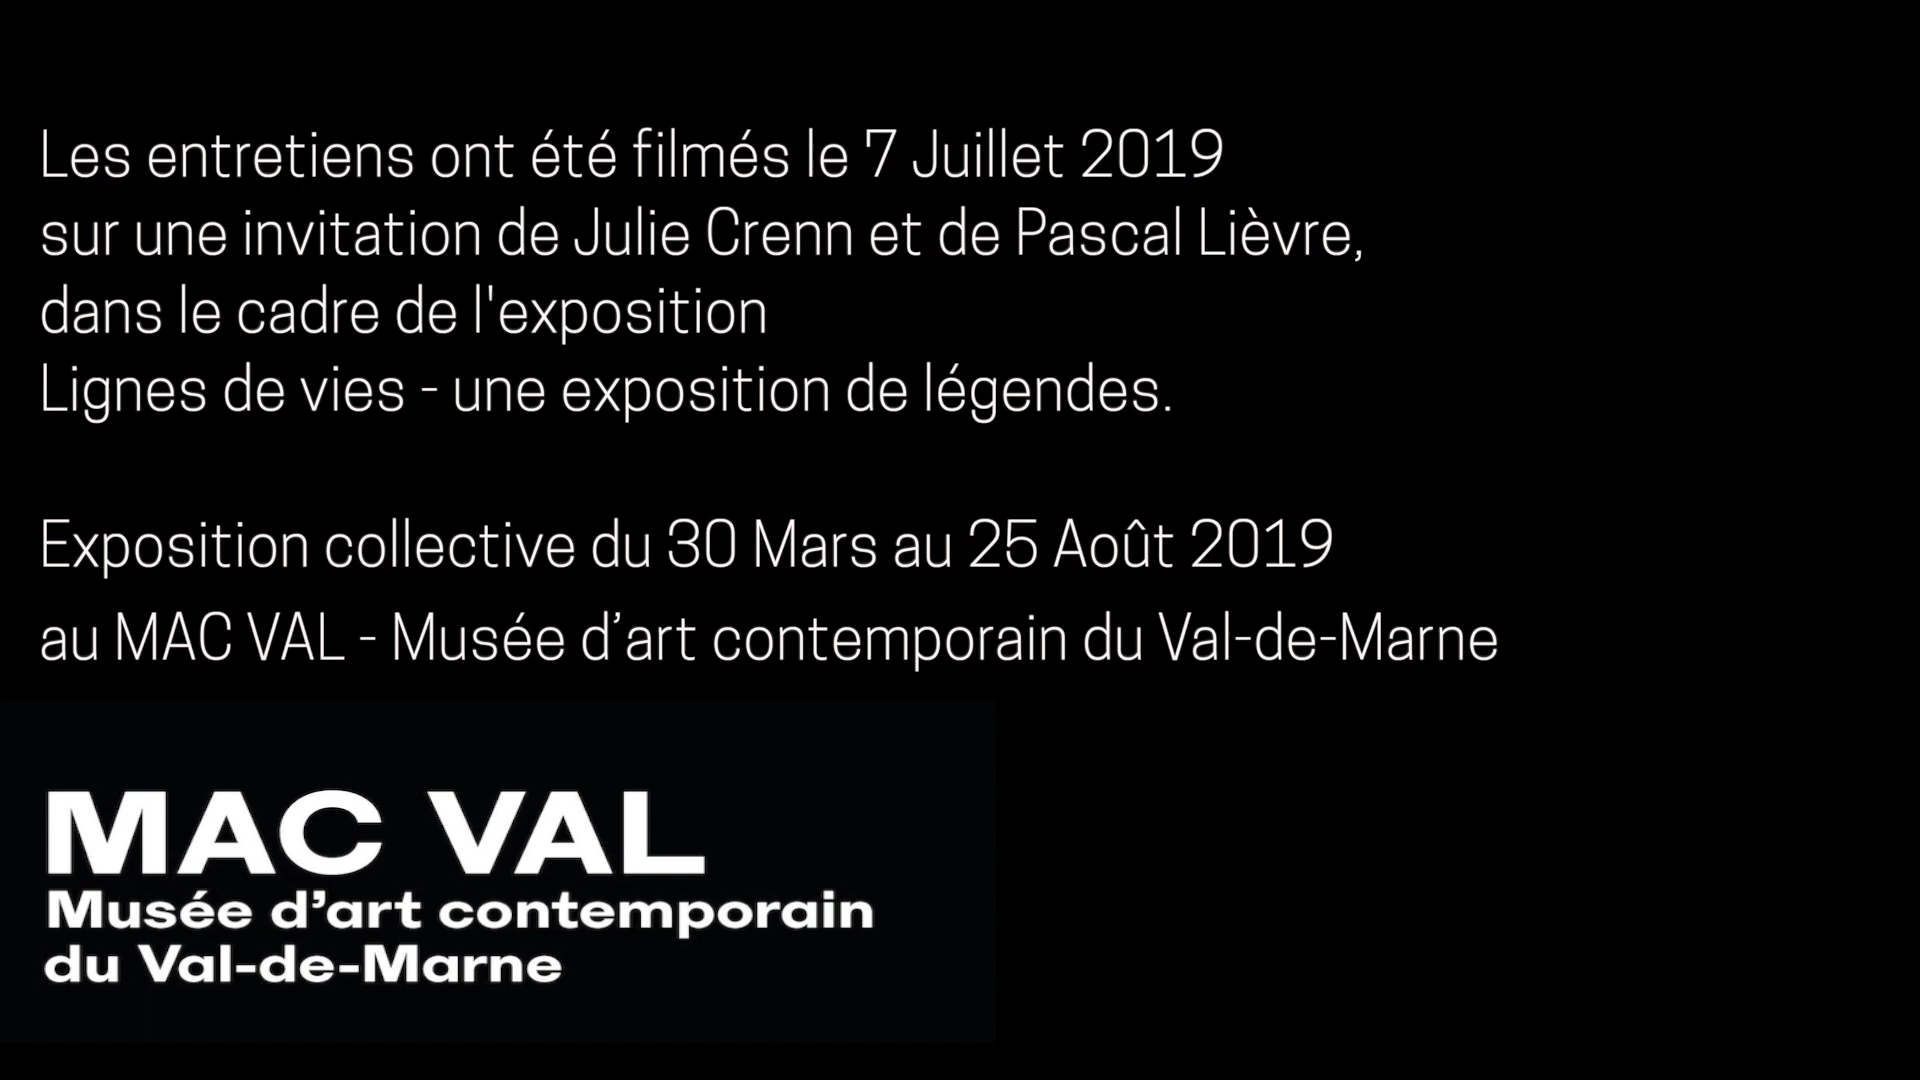 Les entretiens ont été filmés le 7 Juillet 2019
sur une invitation de Julie Crenn et de Pascal Lièvre,
dans le cadre de l'exposition
Lignes de vies - une exposition de légendes.
Exposition collective du 30 Mars au 25 Août 2019
au MAC VAL - Musée d’art contemporain du Val-de-Marne
MAC VAL
Musée d’art contemporain
du Val-de-Marne